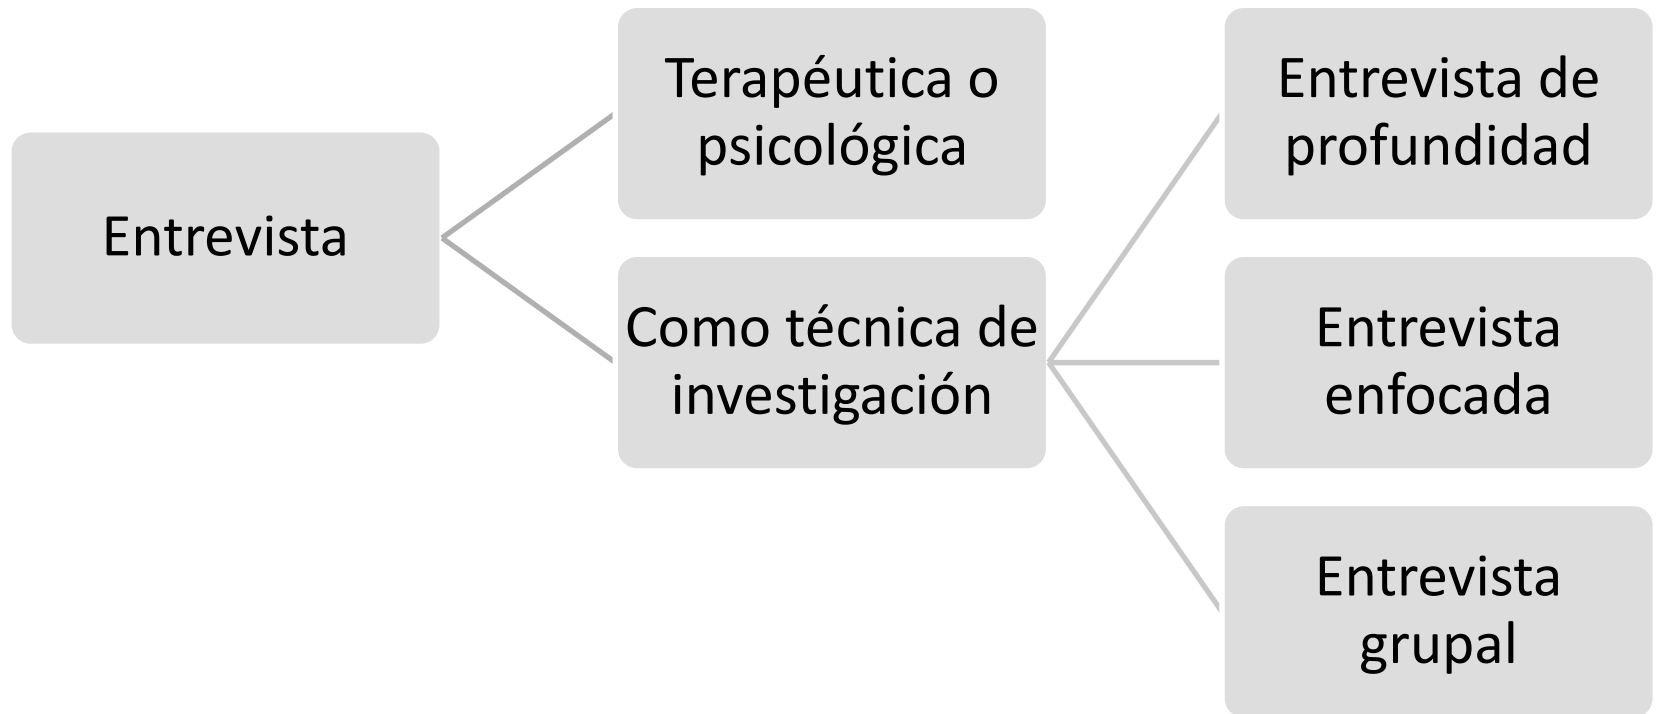 Entrevista
Terapéutica o
psicológica
Como técnica de
investigación
Entrevista de
profundidad
Entrevista
enfocada
Entrevista
grupal